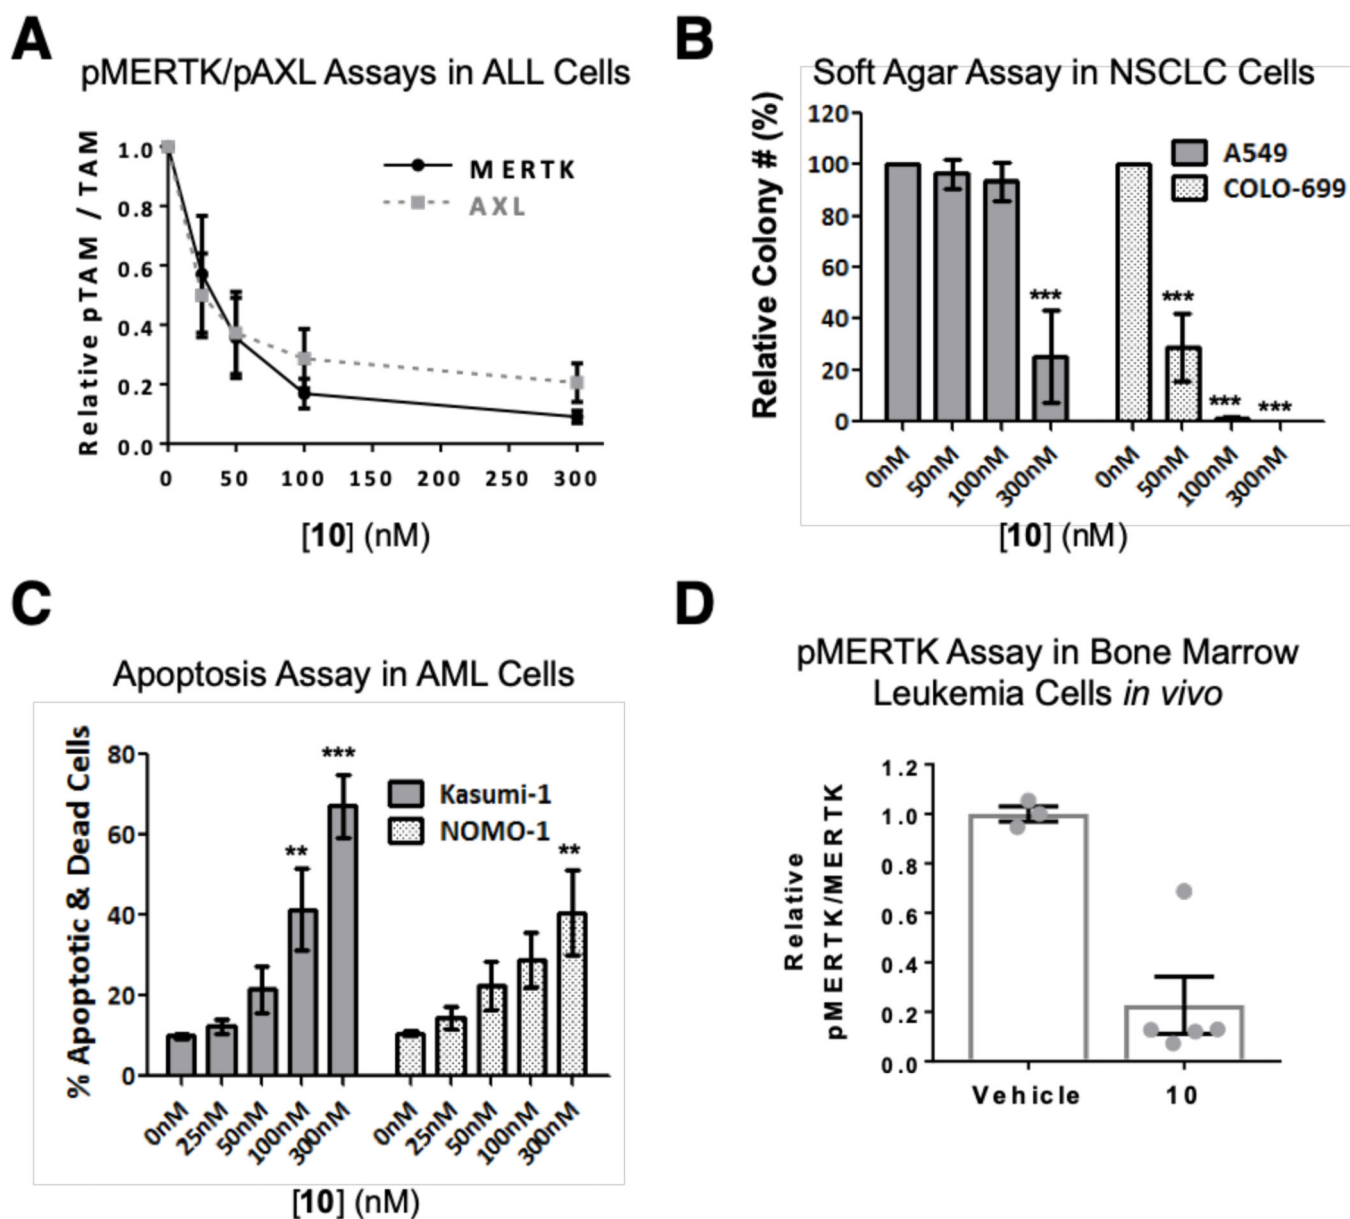 A
pMERTK/pAXL Assays in ALL Cells
Relative pTAM / TAM
1.0
0.8
0.6
0.4
0.2
0.0
MERTK
AXL
0 50 100 150 200 250 300
[10] (nM)
B
Soft Agar Assay in NSCLC Cells
Relative Colony # (%)
120
100
80
60
40
20
0
A549
COLO-699
***
***
***
***
0nM 50nM 100nM 300nM 0nM 50nM 100nM 300nM
[10] (nM)
C
Apoptosis Assay in AML Cells
% Apoptotic & Dead Cells
80
60
40
20
0
Kasumi-1
NOMO-1
**
***
**
0nM 25nM 50nM 100nM 300nM 0nM 25nM 50nM 100nM 300nM
[10] (nM)
D
pMERTK Assay in Bone Marrow
Leukemia Cells in vivo
Relative
pMERTK/MERTK
1.2
1.0
0.8
0.6
0.4
0.2
0.0
Vehicle 10